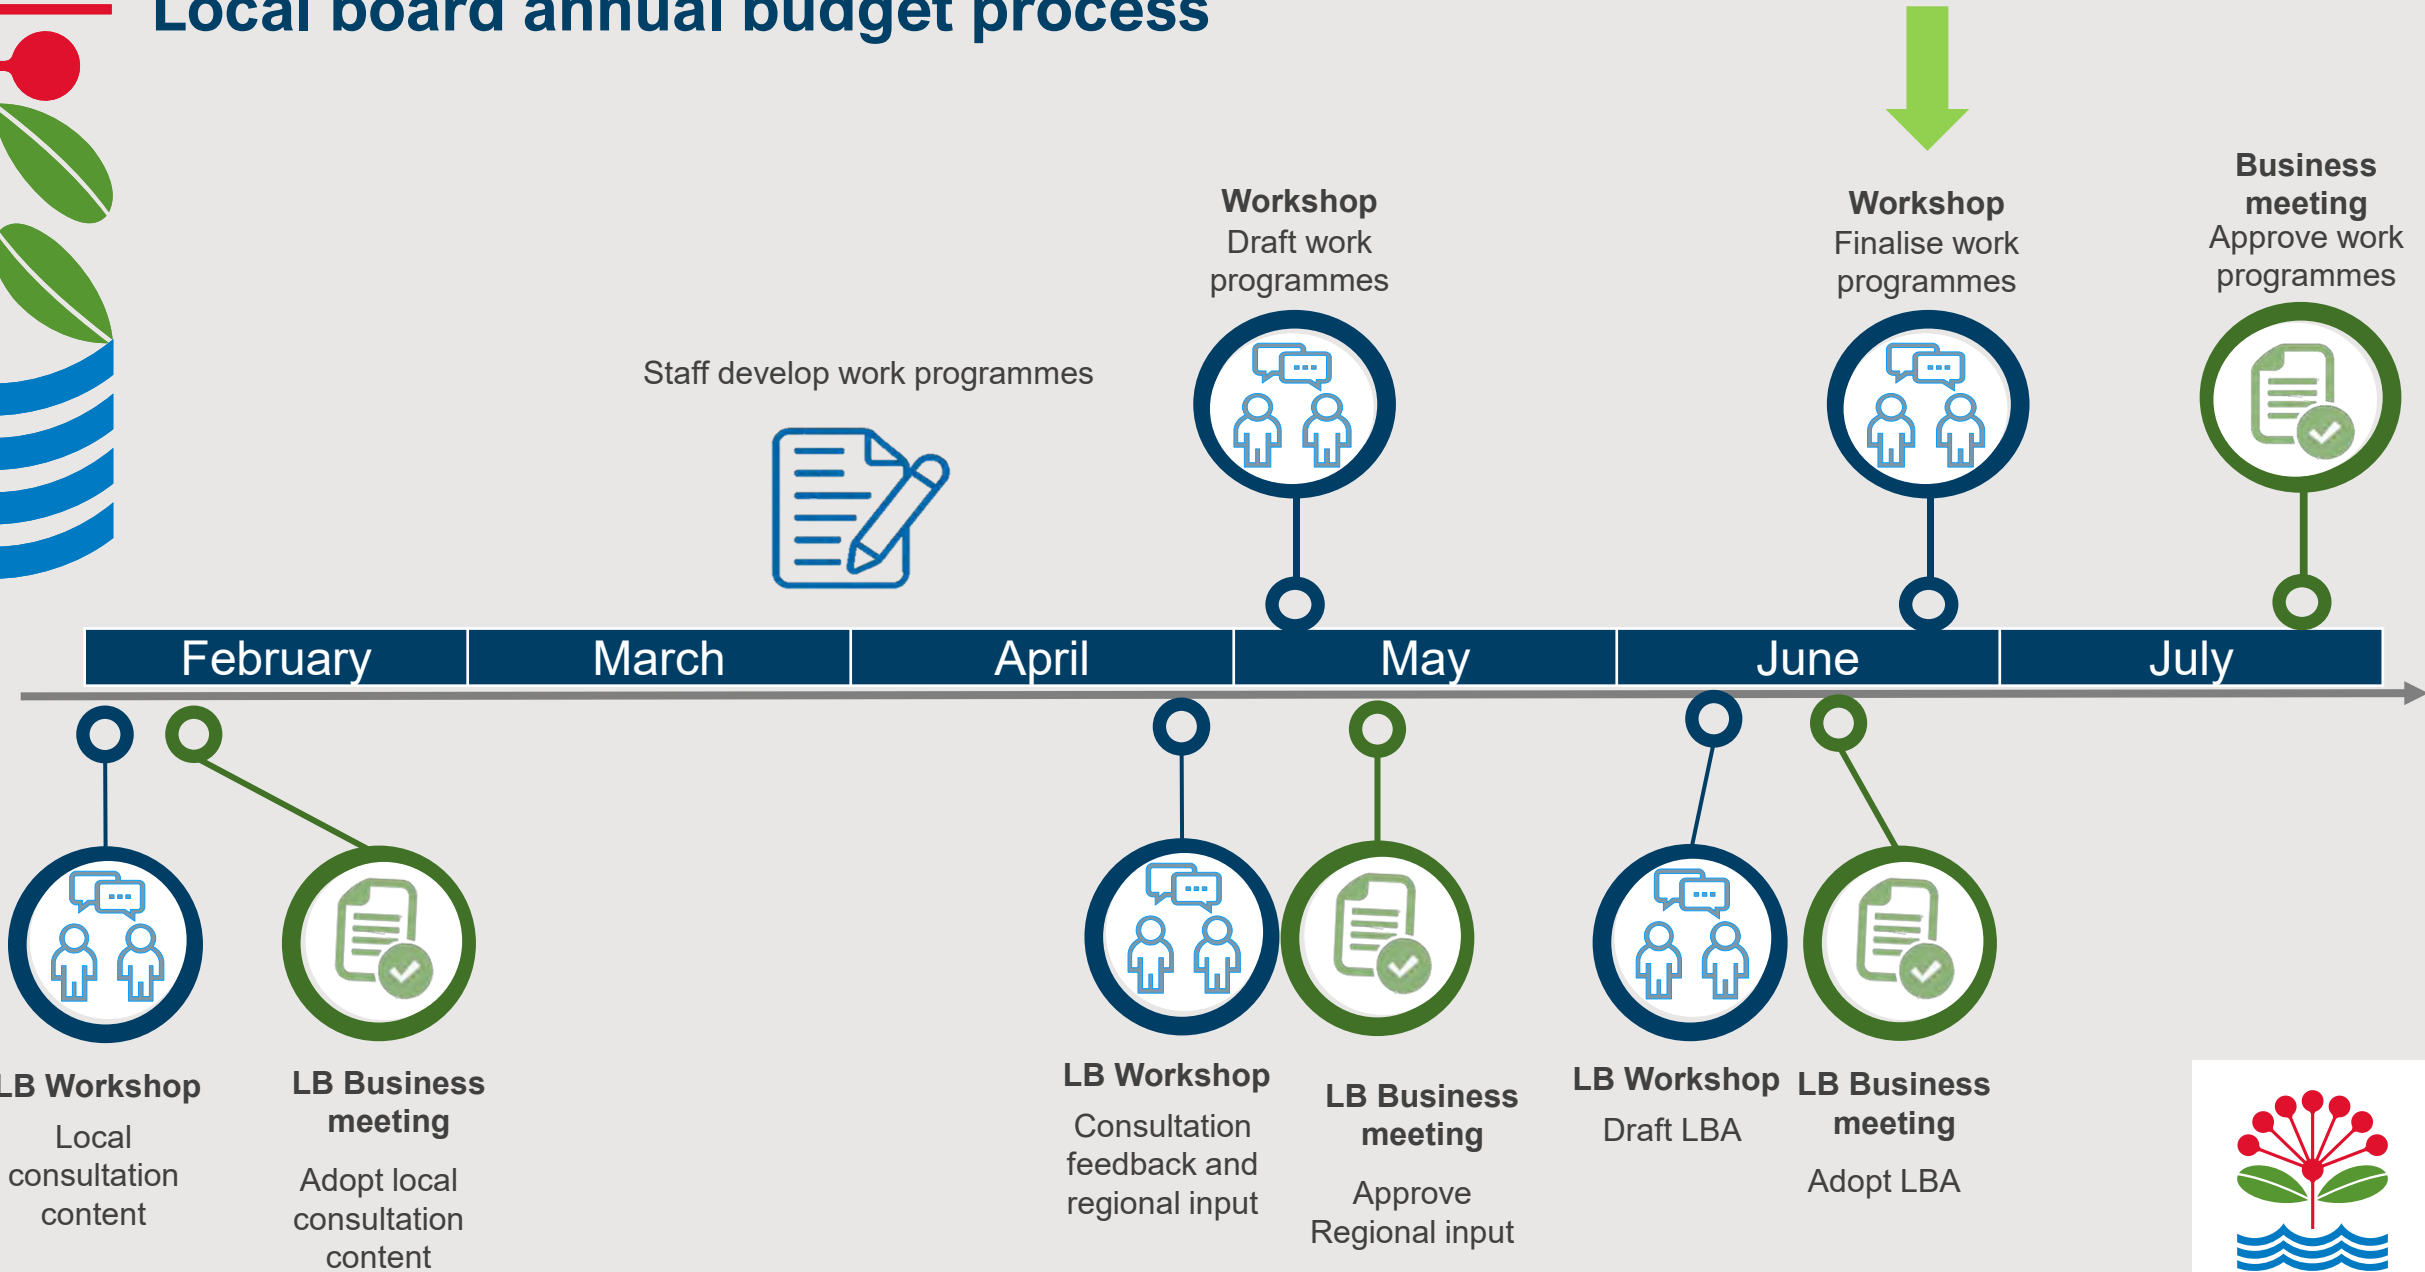 Local board annual budget process
Workshop
Draft work
programmes
Workshop
Finalise work
programmes
Business
meeting
Approve work
programmes
Staff develop work programmes
February
March
April
May
June
July
LB Workshop
Local
consultation
content
LB Business
meeting
Adopt local
consultation
content
LB Workshop
Consultation
feedback and
regional input
LB Business
meeting
Approve
Regional input
LB Workshop
Draft LBA
LB Business
meeting
Adopt LBA